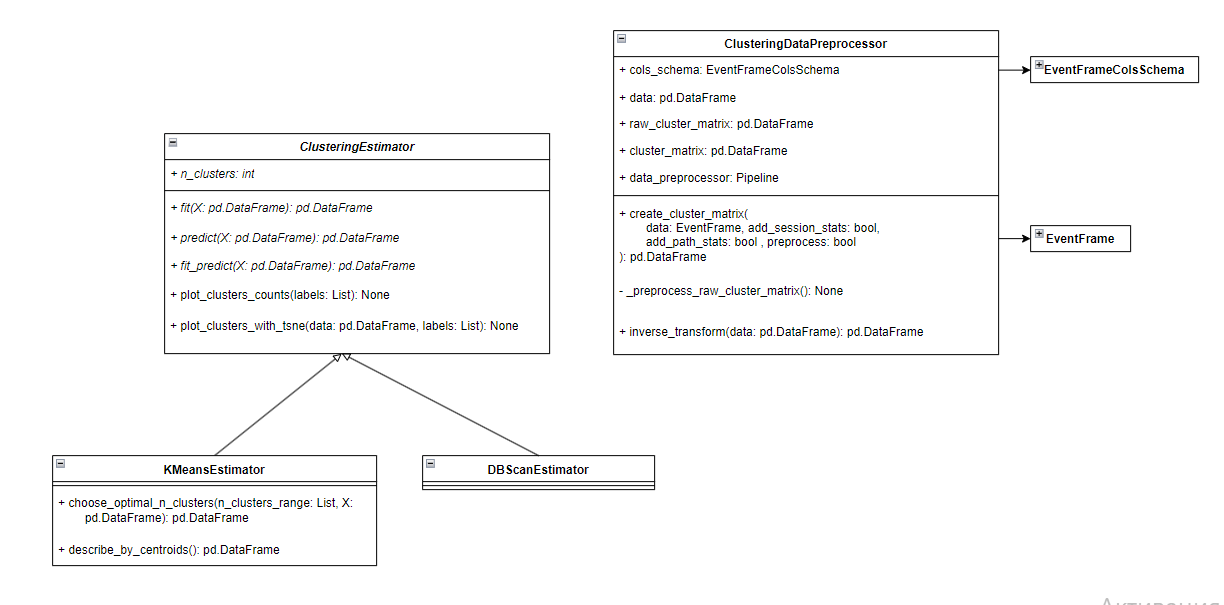 ClusteringDataPreprocessor
+ cols_schema: EventFrameColsSchema
+ data: pd.DataFrame
+ raw_cluster_matrix: pd.DataFrame
+ cluster_matrix: pd.DataFrame
+ data_preprocessor: Pipeline
+ create_cluster_matrix(
data: EventFrame, add_session_stats: bool,
add_path_stats: bool , preprocess: bool
): pd.DataFrame
- _preprocess_raw_cluster_matrix(): None
+ inverse_transform(data: pd.DataFrame): pd.DataFrame
EventFrameColsSchema
EventFrame
ClusteringEstimator
+ n_clusters: int
+ fit(X: pd.DataFrame): pd.DataFrame
+ predict(X: pd.DataFrame): pd.DataFrame
+ fit_predict(X: pd.DataFrame): pd.DataFrame
+ plot_clusters_counts(labels: List): None
+ plot_clusters_with_tsne(data: pd.DataFrame, labels: List): None
KMeansEstimator
+ choose_optimal_n_clusters(n_clusters_range: List, X:
pd.DataFrame): pd.DataFrame
+ describe_by_centroids(): pd.DataFrame
DBScanEstimator